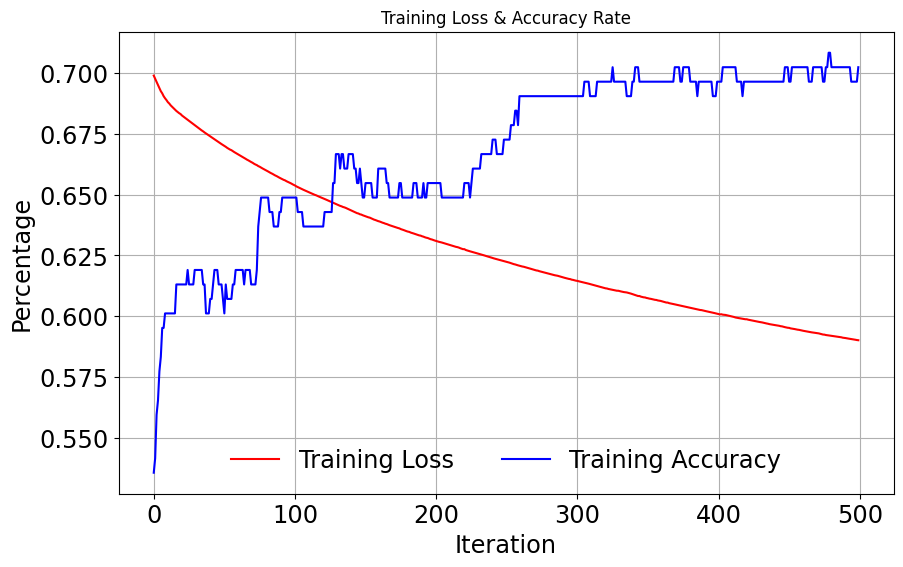 Training Loss & Accuracy Rate
0.700
0.675
0.650
0.625
0.600
0.575
0.550
Percentage
Training Loss
Training Accuracy
0
100
200
300
400
500
Iteration